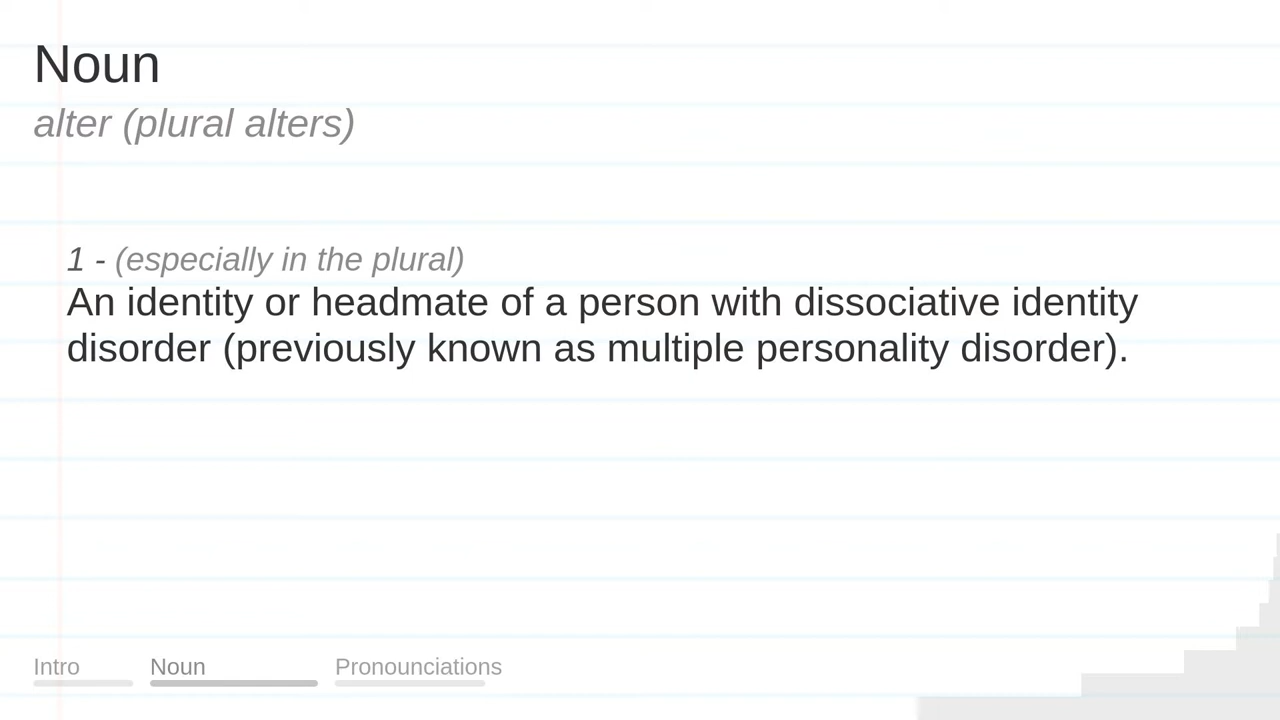 Noun
alter (plural alters)
1 - (especially in the plural)
An identity or headmate of a person with dissociative identity
disorder (previously known as multiple personality disorder).
Intro
Noun
Pronounciations